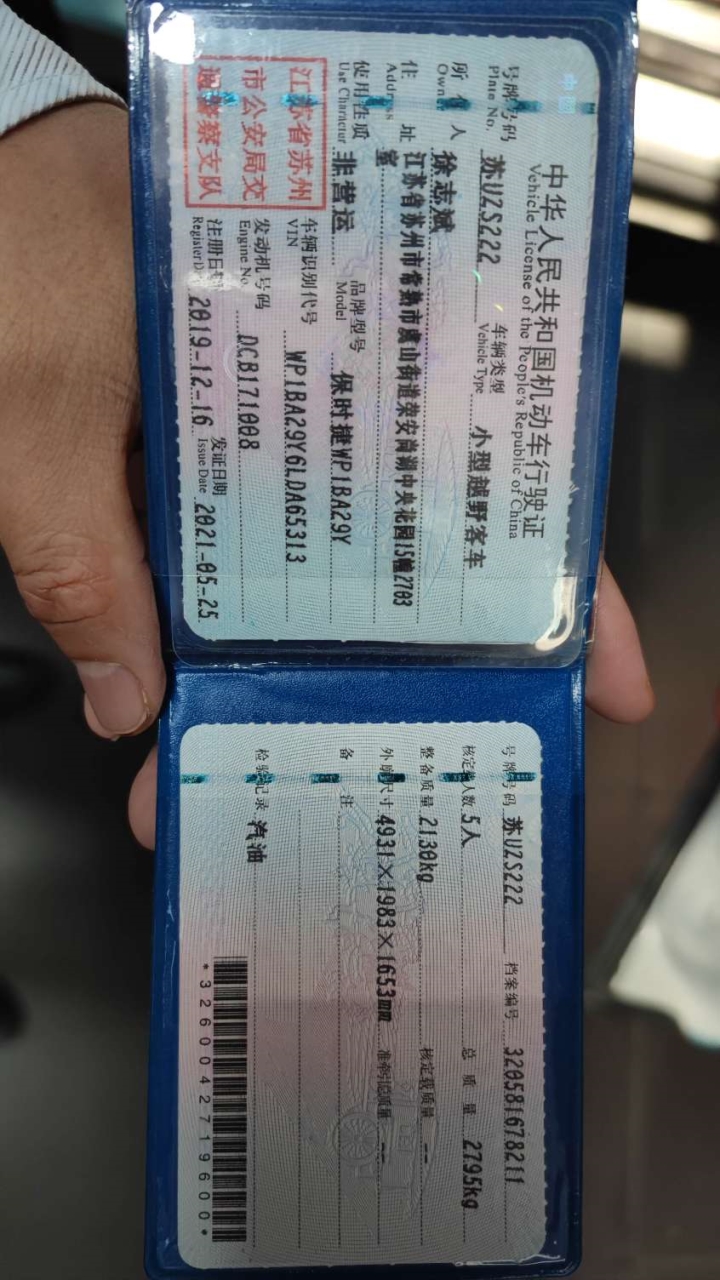 中华人民共和国机动车行驶证
Vehicle License of the People's Republic of China
号牌号码 苏UZS222 车辆类型 小型越野客车
Plate No. Vehicle Type
所有人 徐志斌
Owner
住址 江苏省苏州市常熟市虞山街道荣安尚湖中央花园15幢2703
Address 室
使用性质 非营运 品牌型号 保时捷WP1BA29Y
Use Character Model
江苏省苏州
市公安局交
通警察支队
车辆识别代号 WP1BA29Y6LDA65313
VIN
发动机号码 DCB171008
Engine No.
注册日期 2019-12-16 发证日期 2021-05-25
Register D Issue Date
号牌号码 苏UZS222 档案编号 320581678211
核定载人数 5人 总质量 2795kg
整备质量 2130kg 核定载质量 --
外廓尺寸 4931×1983×1653mm 准牵引总质量 --
备注
检验记录 汽油
*3260042719600*